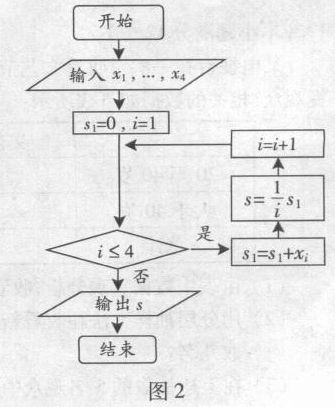 开始
输入 x₁ , … , x₄
s₁=0 , i=1
i=i+1
s= 1/i s₁
i ≤ 4
是
s₁=s₁+xᵢ
否
输出 s
结束
图 2